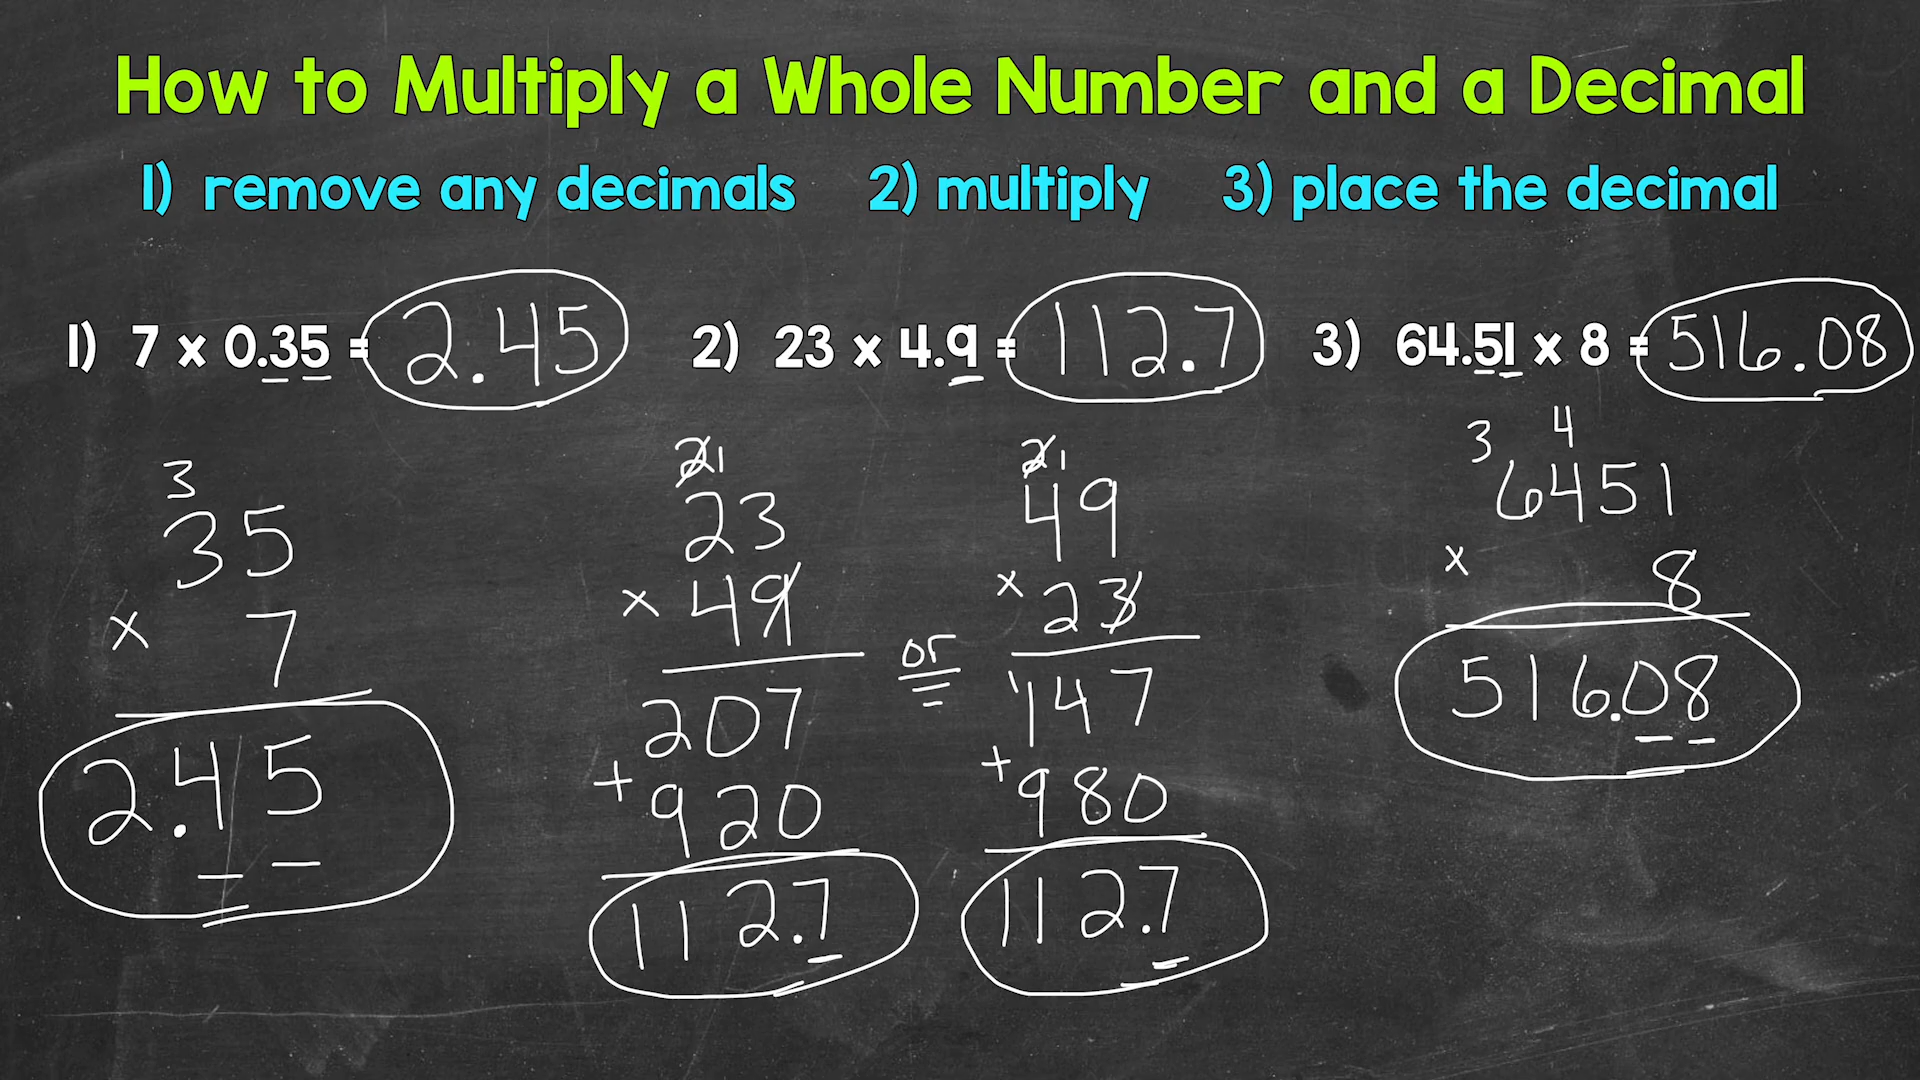 How to Multiply a Whole Number and a Decimal
1) remove any decimals 2) multiply 3) place the decimal
1) 7 x 0.35 = 2.45
3
35
x 7
2.45
2) 23 x 4.9 = 112.7
21
23
x 49
207
+ 920
112.7
or
21
49
x 23
147
+ 980
112.7
3) 64.51 x 8 = 516.08
3 4
6451
x 8
516.08